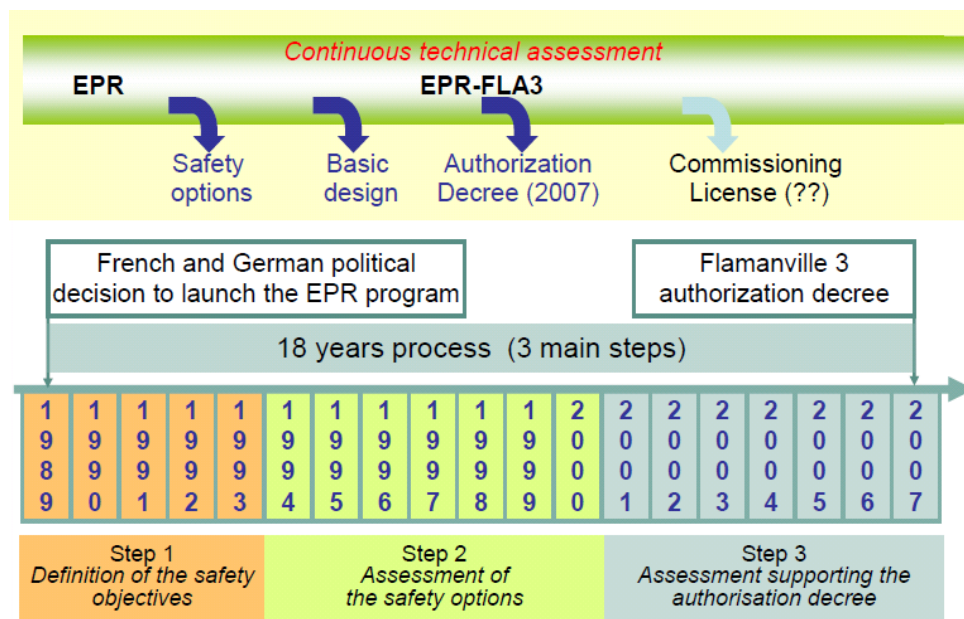 Continuous technical assessment
EPR EPR-FLA3
Safety options
Basic design
Authorization Decree (2007)
Commissioning License (??)
French and German political
decision to launch the EPR program
Flamanville 3
authorization decree
18 years process (3 main steps)
1989 1990 1991 1992 1993 1994 1995 1996 1997 1998 1999 2000 2001 2002 2003 2004 2005 2006 2007
Step 1
Definition of the safety
objectives
Step 2
Assessment of
the safety options
Step 3
Assessment supporting the
authorisation decree